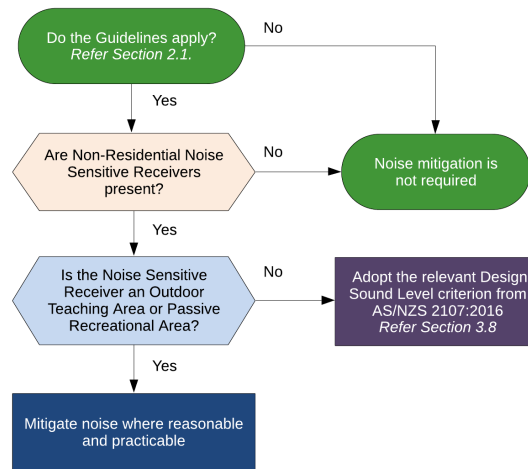 Do the Guidelines apply?
Refer Section 2.1.
No
Yes
Are Non-Residential Noise
Sensitive Receivers
present?
No
Noise mitigation is
not required
Yes
Is the Noise Sensitive
Receiver an Outdoor
Teaching Area or Passive
Recreational Area?
No
Adopt the relevant Design
Sound Level criterion from
AS/NZS 2107:2016
Refer Section 3.8
Yes
Mitigate noise where reasonable
and practicable